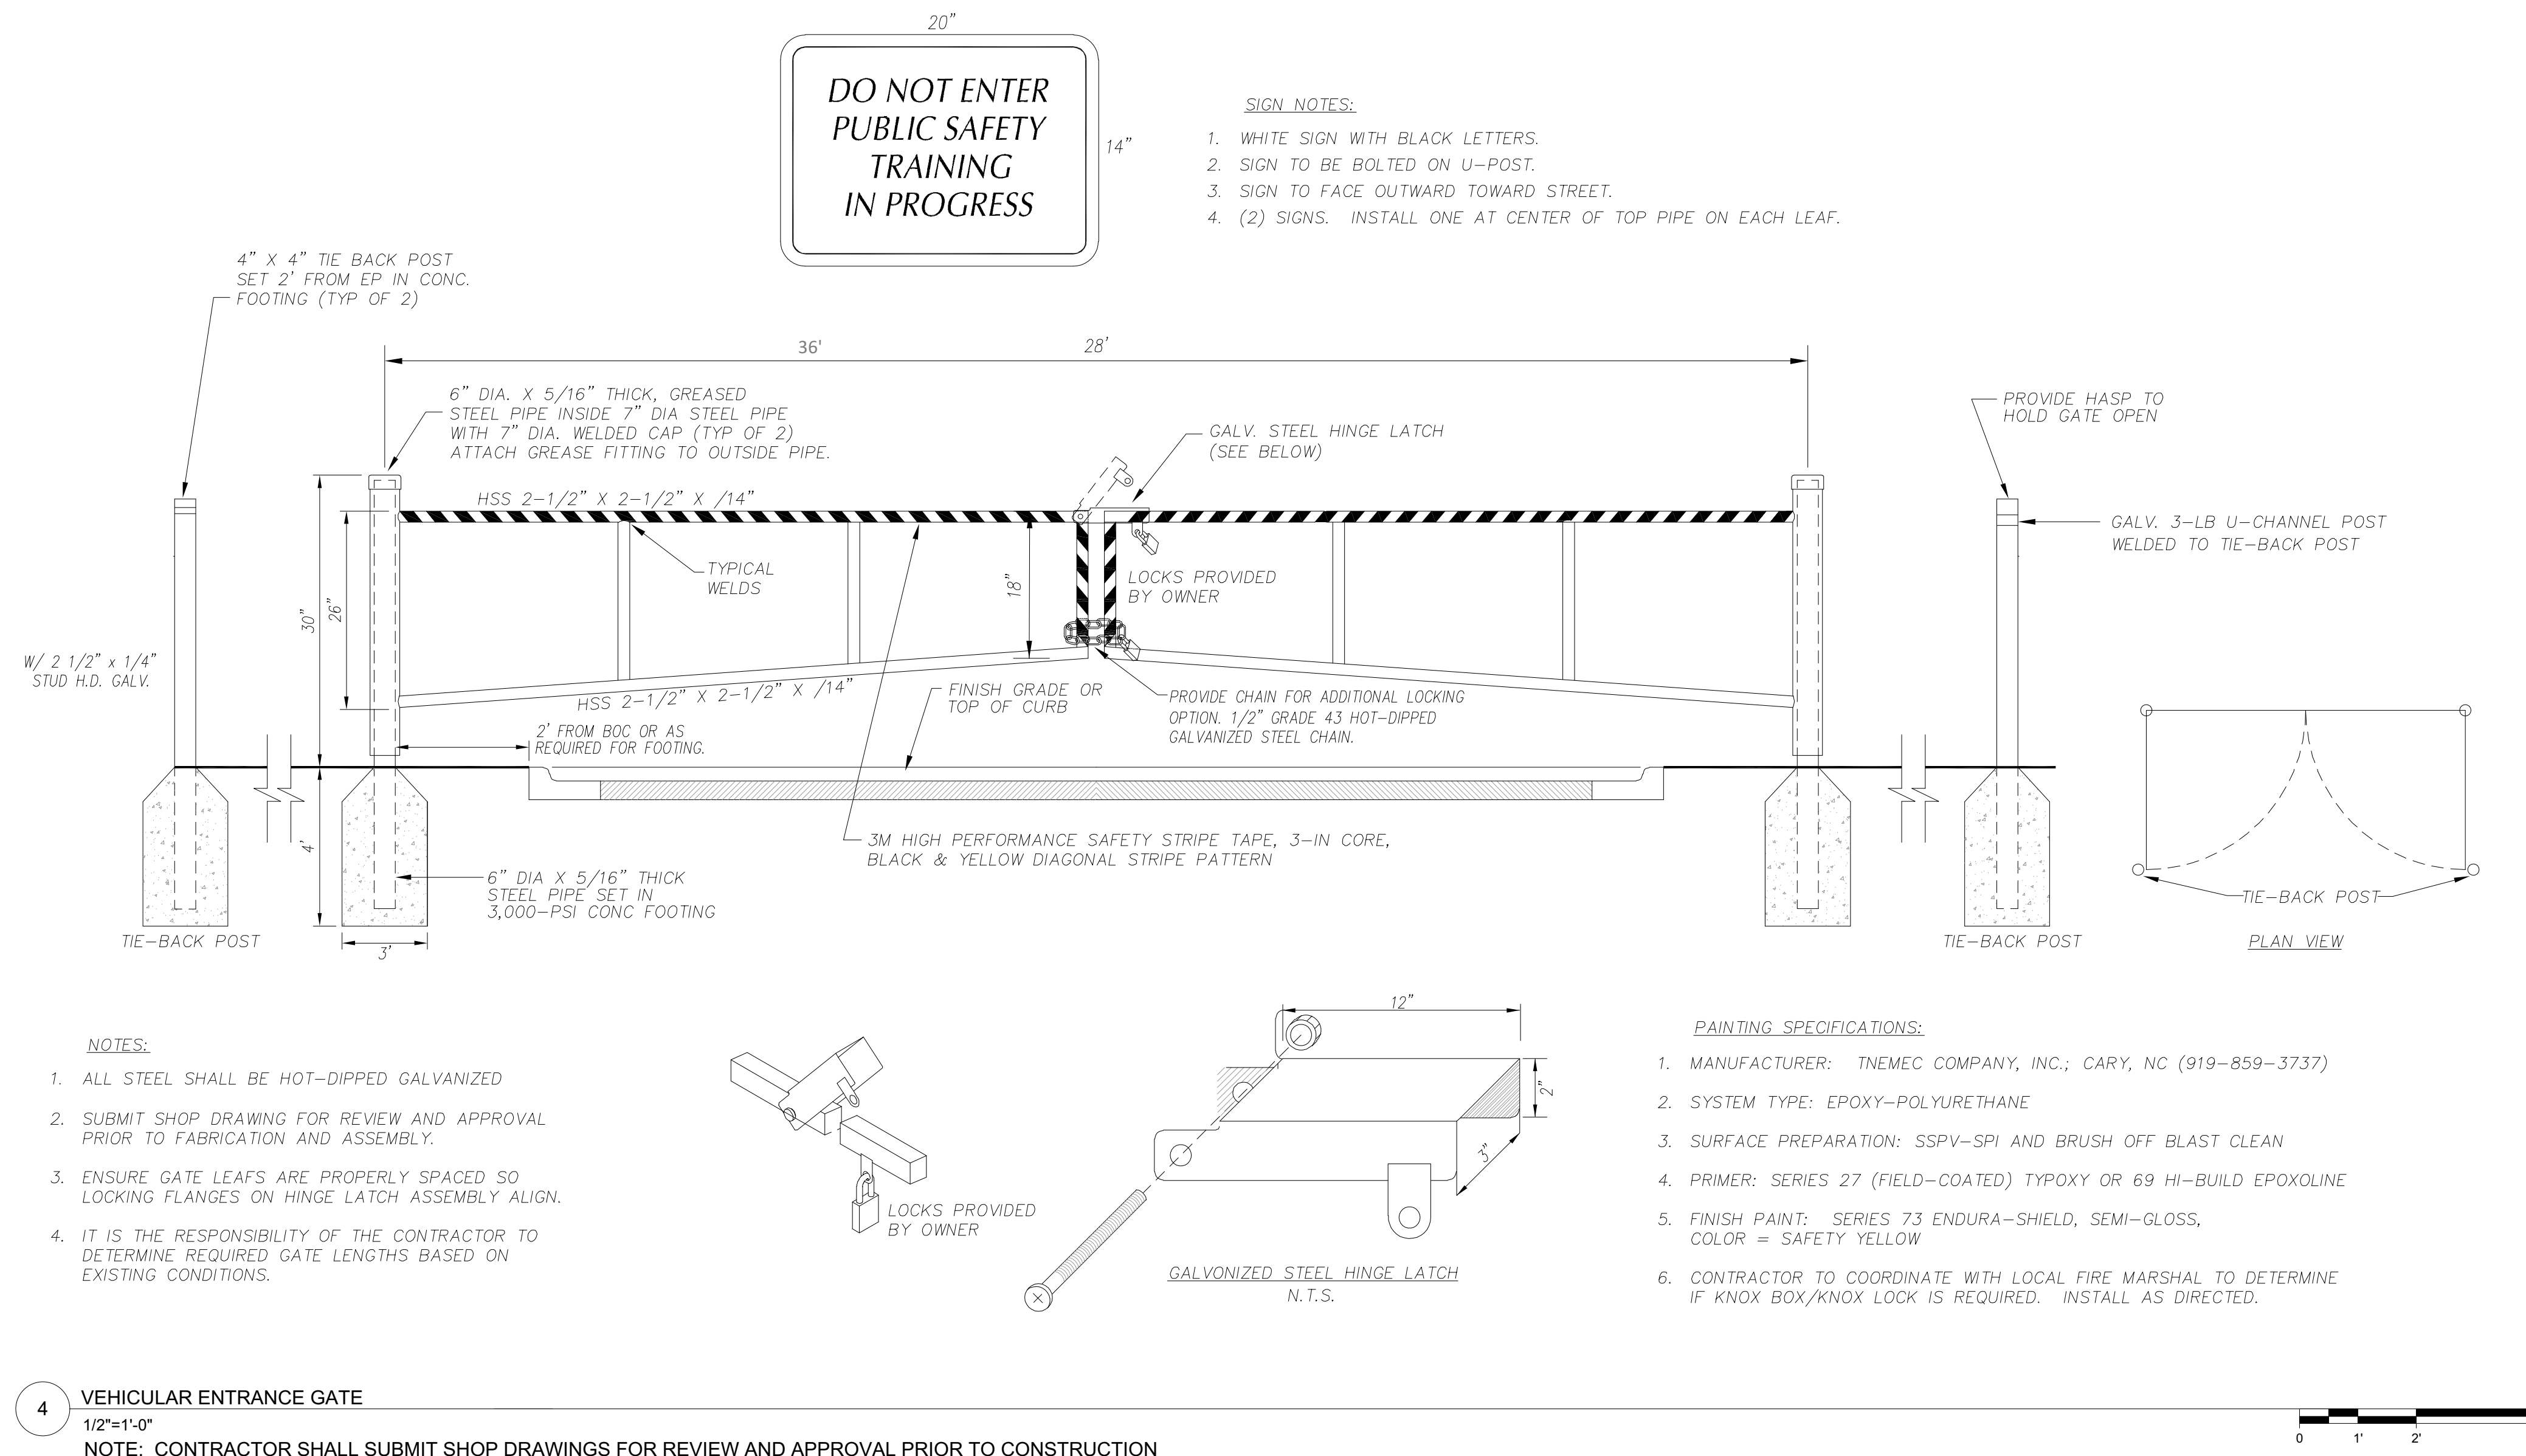 20"
DO NOT ENTER
PUBLIC SAFETY
TRAINING
IN PROGRESS
14"
SIGN NOTES:
1. WHITE SIGN WITH BLACK LETTERS.
2. SIGN TO BE BOLTED ON U-POST.
3. SIGN TO FACE OUTWARD TOWARD STREET.
4. (2) SIGNS. INSTALL ONE AT CENTER OF TOP PIPE ON EACH LEAF.
4" X 4" TIE BACK POST
SET 2' FROM EP IN CONC.
FOOTING (TYP OF 2)
36'
28'
6" DIA. X 5/16" THICK, GREASED
STEEL PIPE INSIDE 7" DIA STEEL PIPE
WITH 7" DIA. WELDED CAP (TYP OF 2)
ATTACH GREASE FITTING TO OUTSIDE PIPE.
GALV. STEEL HINGE LATCH
(SEE BELOW)
PROVIDE HASP TO
HOLD GATE OPEN
HSS 2-1/2" X 2-1/2" X /14"
GALV. 3-LB U-CHANNEL POST
WELDED TO TIE-BACK POST
TYPICAL
WELDS
18"
LOCKS PROVIDED
BY OWNER
30"
26"
W/ 2 1/2" x 1/4"
STUD H.D. GALV.
HSS 2-1/2" X 2-1/2" X /14"
FINISH GRADE OR
TOP OF CURB
PROVIDE CHAIN FOR ADDITIONAL LOCKING
OPTION. 1/2" GRADE 43 HOT-DIPPED
GALVANIZED STEEL CHAIN.
2' FROM BOC OR AS
REQUIRED FOR FOOTING.
4'
3M HIGH PERFORMANCE SAFETY STRIPE TAPE, 3-IN CORE,
BLACK & YELLOW DIAGONAL STRIPE PATTERN
6" DIA X 5/16" THICK
STEEL PIPE SET IN
3,000-PSI CONC FOOTING
TIE-BACK POST
3'
TIE-BACK POST
TIE-BACK POST
PLAN VIEW
NOTES:
1. ALL STEEL SHALL BE HOT-DIPPED GALVANIZED
2. SUBMIT SHOP DRAWING FOR REVIEW AND APPROVAL
PRIOR TO FABRICATION AND ASSEMBLY.
3. ENSURE GATE LEAFS ARE PROPERLY SPACED SO
LOCKING FLANGES ON HINGE LATCH ASSEMBLY ALIGN.
4. IT IS THE RESPONSIBILITY OF THE CONTRACTOR TO
DETERMINE REQUIRED GATE LENGTHS BASED ON
EXISTING CONDITIONS.
LOCKS PROVIDED
BY OWNER
12"
2"
3"
GALVONIZED STEEL HINGE LATCH
N.T.S.
PAINTING SPECIFICATIONS:
1. MANUFACTURER: TNEMEC COMPANY, INC.; CARY, NC (919-859-3737)
2. SYSTEM TYPE: EPOXY-POLYURETHANE
3. SURFACE PREPARATION: SSPV-SPI AND BRUSH OFF BLAST CLEAN
4. PRIMER: SERIES 27 (FIELD-COATED) TYPOXY OR 69 HI-BUILD EPOXOLINE
5. FINISH PAINT: SERIES 73 ENDURA-SHIELD, SEMI-GLOSS,
COLOR = SAFETY YELLOW
6. CONTRACTOR TO COORDINATE WITH LOCAL FIRE MARSHAL TO DETERMINE
IF KNOX BOX/KNOX LOCK IS REQUIRED. INSTALL AS DIRECTED.
4
VEHICULAR ENTRANCE GATE
1/2"=1'-0"
NOTE: CONTRACTOR SHALL SUBMIT SHOP DRAWINGS FOR REVIEW AND APPROVAL PRIOR TO CONSTRUCTION
0 1' 2'